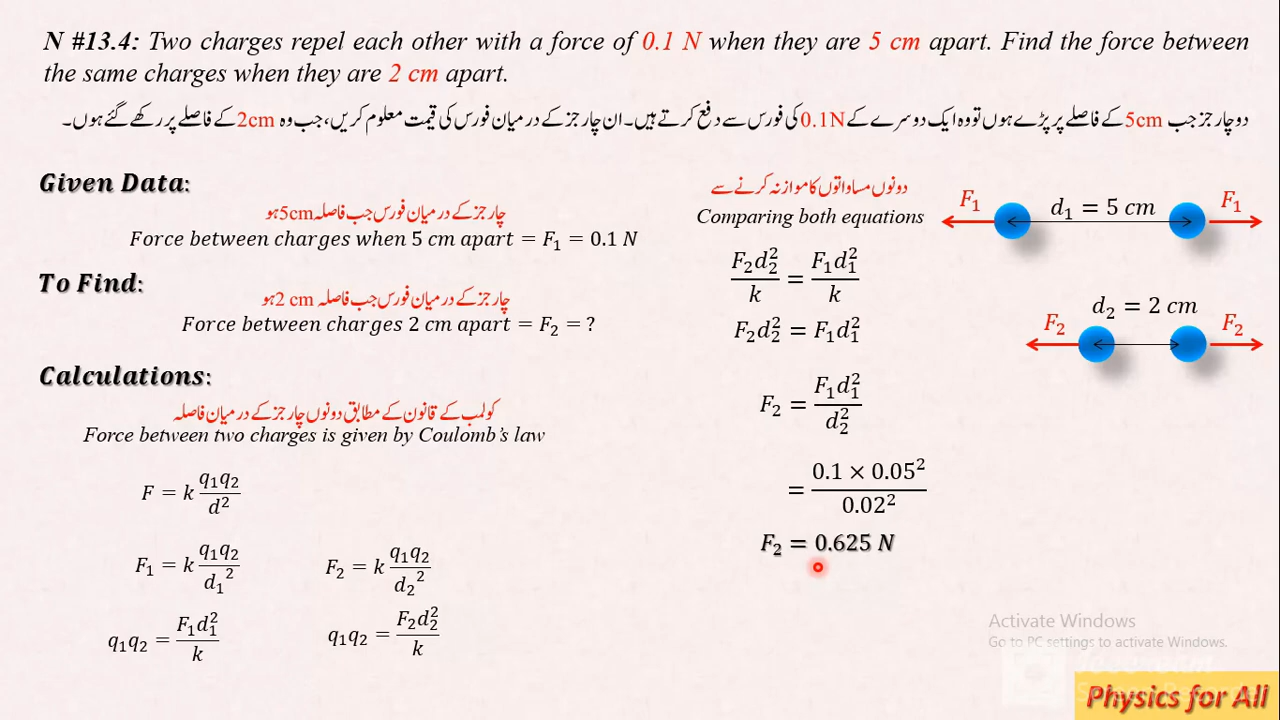 N #13.4: Two charges repel each other with a force of 0.1 N when they are 5 cm apart. Find the force between
the same charges when they are 2 cm apart.
دو چارجز جب 5cm کے فاصلے پر پڑے ہوں تو وہ ایک دوسرے کے 0.1N کی فورس سے دفع کرتے ہیں۔ ان چارجز کے درمیان فورس کی قیمت معلوم کریں، جب وہ 2cm کے فاصلے پر رکھے گئے ہوں۔
Given Data:
چارجز کے درمیان فورس جب فاصلہ 5cm ہو
Force between charges when 5 cm apart = F₁ = 0.1 N
To Find:
چارجز کے درمیان فورس جب فاصلہ 2 cm ہو
Force between charges 2 cm apart = F₂ = ?
Calculations:
کولمب کے قانون کے مطابق دونوں چارجز کے درمیان فاصلہ
Force between two charges is given by Coulomb's law
F = k q₁q₂/d²
F₁ = k q₁q₂/d₁²
F₂ = k q₁q₂/d₂²
q₁q₂ = F₁d₁²/k
q₁q₂ = F₂d₂²/k
دونوں مساواتوں کا موازنہ کرنے سے
Comparing both equations
F₂d₂²/k = F₁d₁²/k
F₂d₂² = F₁d₁²
F₂ = F₁d₁²/d₂²
= 0.1 × 0.05²/0.02²
F₂ = 0.625 N
F₁ d₁ = 5 cm F₁
F₂ d₂ = 2 cm F₂
Activate Windows
Go to PC settings to activate Windows.
Physics for All